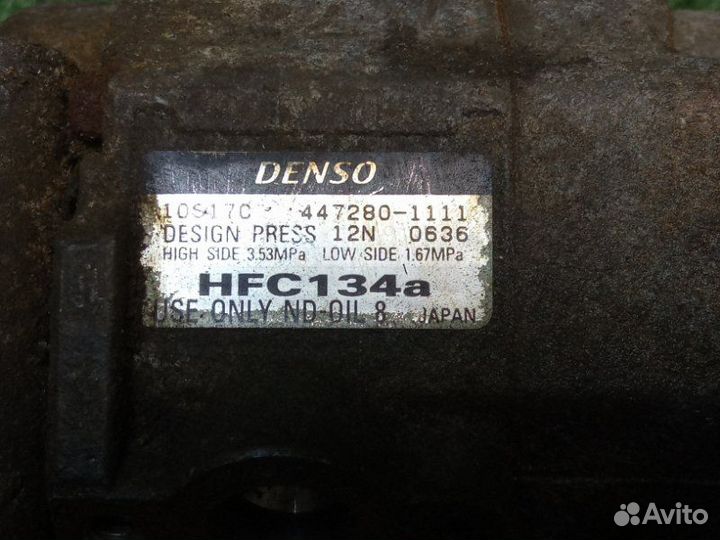 DENSO
10S17C 447280-1111
DESIGN PRESS 12N 0636
HIGH SIDE 3.53MPa LOW SIDE 1.67MPa
HFC134a
USE ONLY ND-OIL 8 JAPAN
Avito